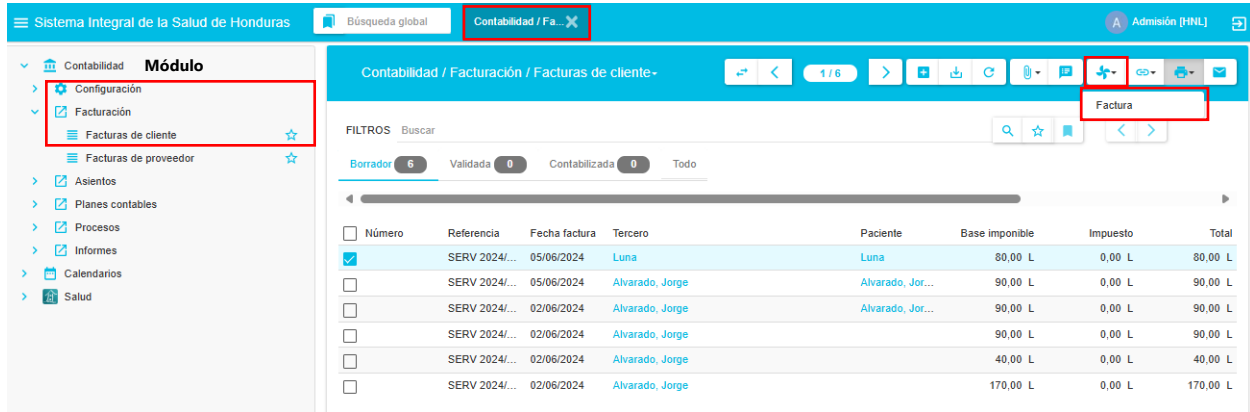 Sistema Integral de la Salud de Honduras
Búsqueda global
Contabilidad / Fa...
A Admisión [HNL]
Contabilidad
Módulo
Configuración
Facturación
Facturas de cliente
Facturas de proveedor
Asientos
Planes contables
Procesos
Informes
Calendarios
Salud
Contabilidad / Facturación / Facturas de cliente
1 / 6
Factura
FILTROS Buscar
Borrador 6 Validada 0 Contabilizada 0 Todo
Número Referencia Fecha factura Tercero Paciente Base imponible Impuesto Total
SERV 2024/... 05/06/2024 Luna Luna 80,00 L 0,00 L 80,00 L
SERV 2024/... 05/06/2024 Alvarado, Jorge Alvarado, Jor... 90,00 L 0,00 L 90,00 L
SERV 2024/... 02/06/2024 Alvarado, Jorge Alvarado, Jor... 90,00 L 0,00 L 90,00 L
SERV 2024/... 02/06/2024 Alvarado, Jorge 90,00 L 0,00 L 90,00 L
SERV 2024/... 02/06/2024 Alvarado, Jorge 40,00 L 0,00 L 40,00 L
SERV 2024/... 02/06/2024 Alvarado, Jorge 170,00 L 0,00 L 170,00 L